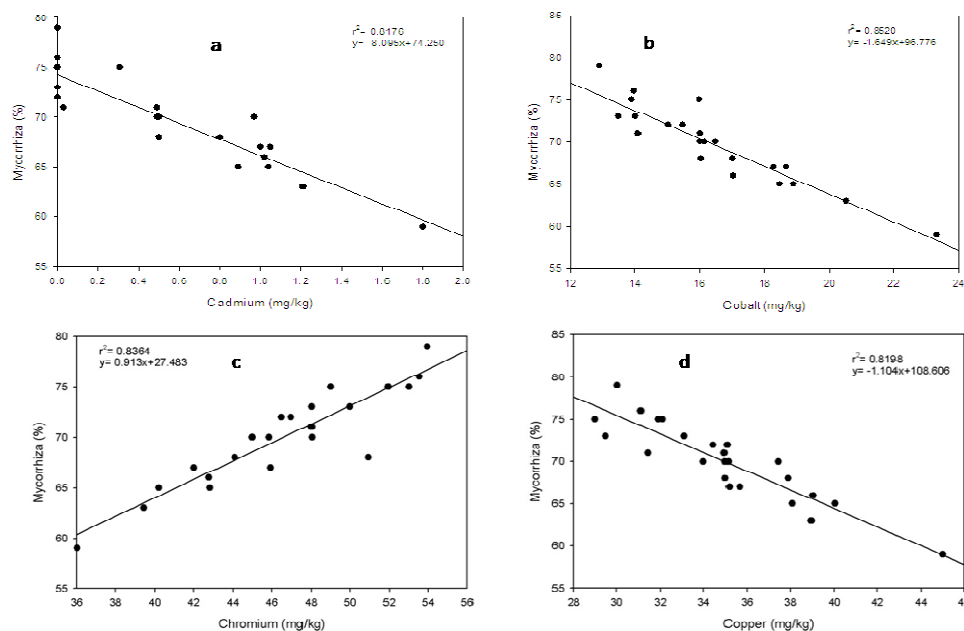 a
r²= 0.8176
y= -8.095x+74.250
80
75
70
65
60
55
Mycorrhiza (%)
0.0 0.2 0.4 0.6 0.8 1.0 1.2 1.4 1.6 1.8 2.0
Cadmium (mg/kg)
b
r²= 0.8520
y= -1.649x+96.776
85
80
75
70
65
60
55
Mycorrhiza (%)
12 14 16 18 20 22 24
Cobalt (mg/kg)
r²= 0.8364
y= 0.913x+27.483
c
80
75
70
65
60
55
Mycorrhiza (%)
36 38 40 42 44 46 48 50 52 54 56
Chromium (mg/kg)
d
r²= 0.8198
y= -1.104x+108.606
85
80
75
70
65
60
55
Mycorrhiza (%)
28 30 32 34 36 38 40 42 44 46
Copper (mg/kg)